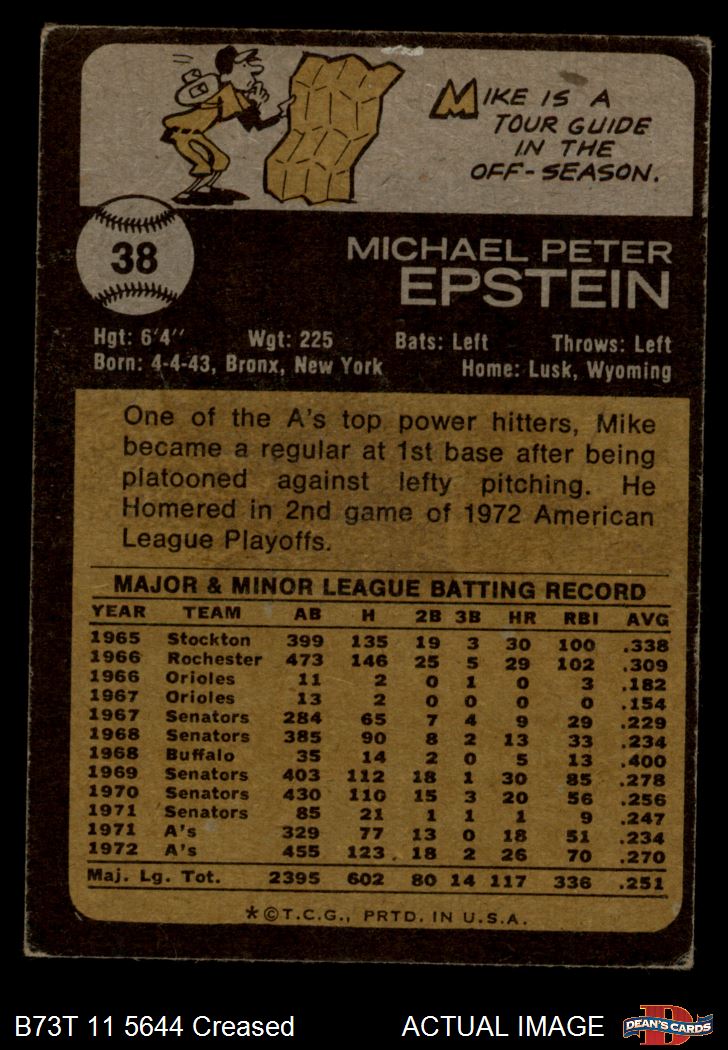 MIKE IS A
TOUR GUIDE
IN THE
OFF-SEASON.
38
MICHAEL PETER
EPSTEIN
Hgt: 6'4" Wgt: 225 Bats: Left Throws: Left
Born: 4-4-43, Bronx, New York Home: Lusk, Wyoming
One of the A's top power hitters, Mike
became a regular at 1st base after being
platooned against lefty pitching. He
Homered in 2nd game of 1972 American
League Playoffs.
MAJOR & MINOR LEAGUE BATTING RECORD
YEAR TEAM AB H 2B 3B HR RBI AVG
1965 Stockton 399 135 19 3 30 100 .338
1966 Rochester 473 146 25 5 29 102 .309
1966 Orioles 11 2 0 1 0 3 .182
1967 Orioles 13 2 0 0 0 0 .154
1967 Senators 284 65 7 4 9 29 .229
1968 Senators 385 90 8 2 13 33 .234
1968 Buffalo 35 14 2 0 5 13 .400
1969 Senators 403 112 18 1 30 85 .278
1970 Senators 430 110 15 3 20 56 .256
1971 Senators 85 21 1 1 1 9 .247
1971 A's 329 77 13 0 18 51 .234
1972 A's 455 123 18 2 26 70 .270
Maj. Lg. Tot. 2395 602 80 14 117 336 .251
*©T.C.G., PRTD. IN U.S.A.
B73T 11 5644 Creased ACTUAL IMAGE
D
DEAN'S CARDS